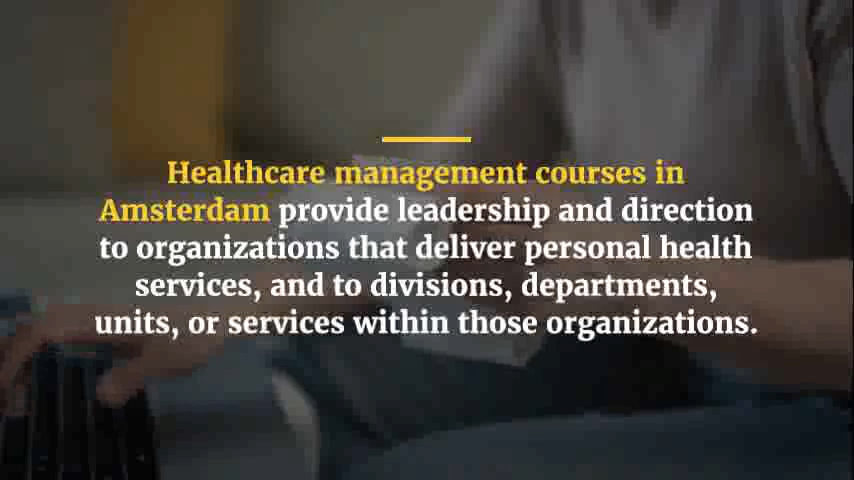 Healthcare management courses in
Amsterdam provide leadership and direction
to organizations that deliver personal health
services, and to divisions, departments,
units, or services within those organizations.